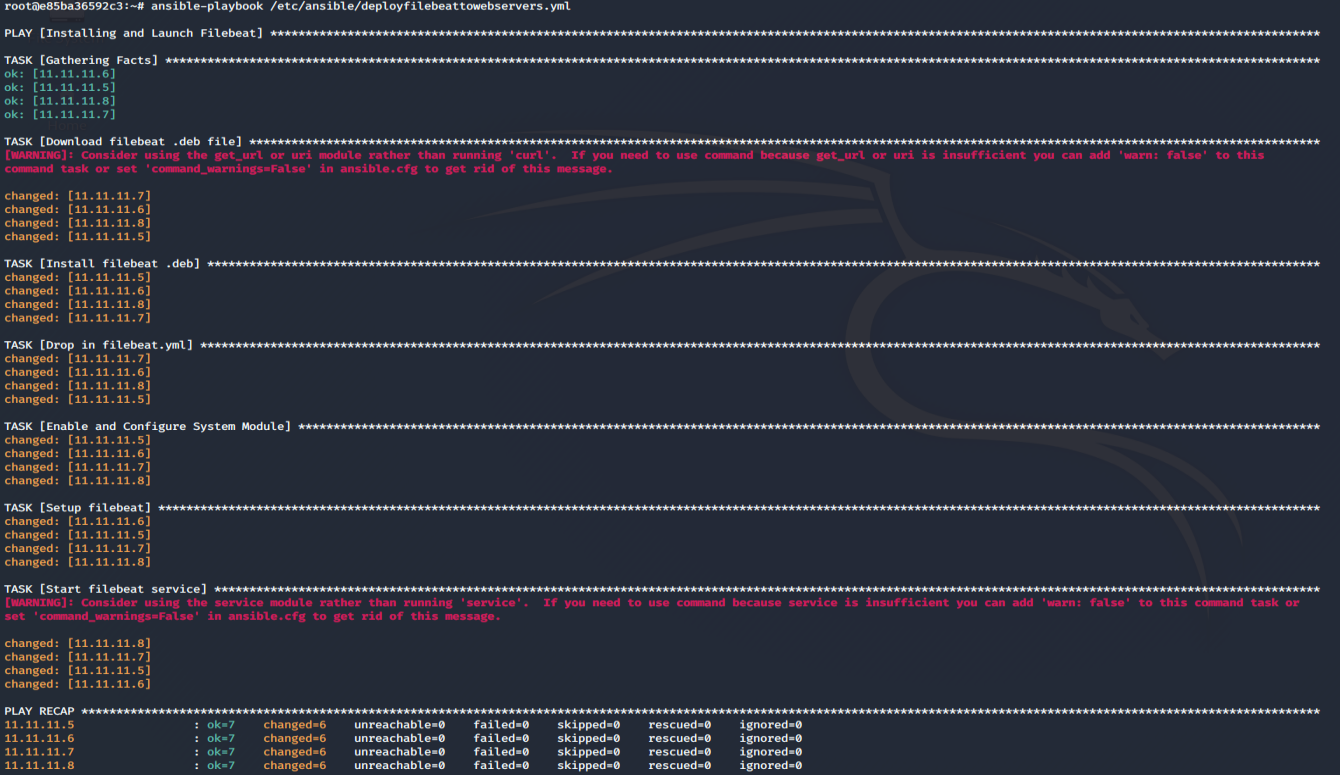 root@e85ba36592c3:~# ansible-playbook /etc/ansible/deployfilebeattowebservers.yml
PLAY [Installing and Launch Filebeat] ******************************************************************************************************************************************************
TASK [Gathering Facts] *********************************************************************************************************************************************************************
ok: [11.11.11.6]
ok: [11.11.11.5]
ok: [11.11.11.8]
ok: [11.11.11.7]
TASK [Download filebeat .deb file] *********************************************************************************************************************************************************
[WARNING]: Consider using the get_url or uri module rather than running 'curl'.  If you need to use command because get_url or uri is insufficient you can add 'warn: false' to this
command task or set 'command_warnings=False' in ansible.cfg to get rid of this message.
changed: [11.11.11.7]
changed: [11.11.11.6]
changed: [11.11.11.8]
changed: [11.11.11.5]
TASK [Install filebeat .deb] ***************************************************************************************************************************************************************
changed: [11.11.11.5]
changed: [11.11.11.6]
changed: [11.11.11.8]
changed: [11.11.11.7]
TASK [Drop in filebeat.yml] ****************************************************************************************************************************************************************
changed: [11.11.11.7]
changed: [11.11.11.6]
changed: [11.11.11.8]
changed: [11.11.11.5]
TASK [Enable and Configure System Module] **************************************************************************************************************************************************
changed: [11.11.11.5]
changed: [11.11.11.6]
changed: [11.11.11.7]
changed: [11.11.11.8]
TASK [Setup filebeat] **********************************************************************************************************************************************************************
changed: [11.11.11.6]
changed: [11.11.11.5]
changed: [11.11.11.7]
changed: [11.11.11.8]
TASK [Start filebeat service] **************************************************************************************************************************************************************
[WARNING]: Consider using the service module rather than running 'service'.  If you need to use command because service is insufficient you can add 'warn: false' to this command task or
set 'command_warnings=False' in ansible.cfg to get rid of this message.
changed: [11.11.11.8]
changed: [11.11.11.7]
changed: [11.11.11.5]
changed: [11.11.11.6]
PLAY RECAP *********************************************************************************************************************************************************************************
11.11.11.5                 : ok=7    changed=6    unreachable=0    failed=0    skipped=0    rescued=0    ignored=0
11.11.11.6                 : ok=7    changed=6    unreachable=0    failed=0    skipped=0    rescued=0    ignored=0
11.11.11.7                 : ok=7    changed=6    unreachable=0    failed=0    skipped=0    rescued=0    ignored=0
11.11.11.8                 : ok=7    changed=6    unreachable=0    failed=0    skipped=0    rescued=0    ignored=0